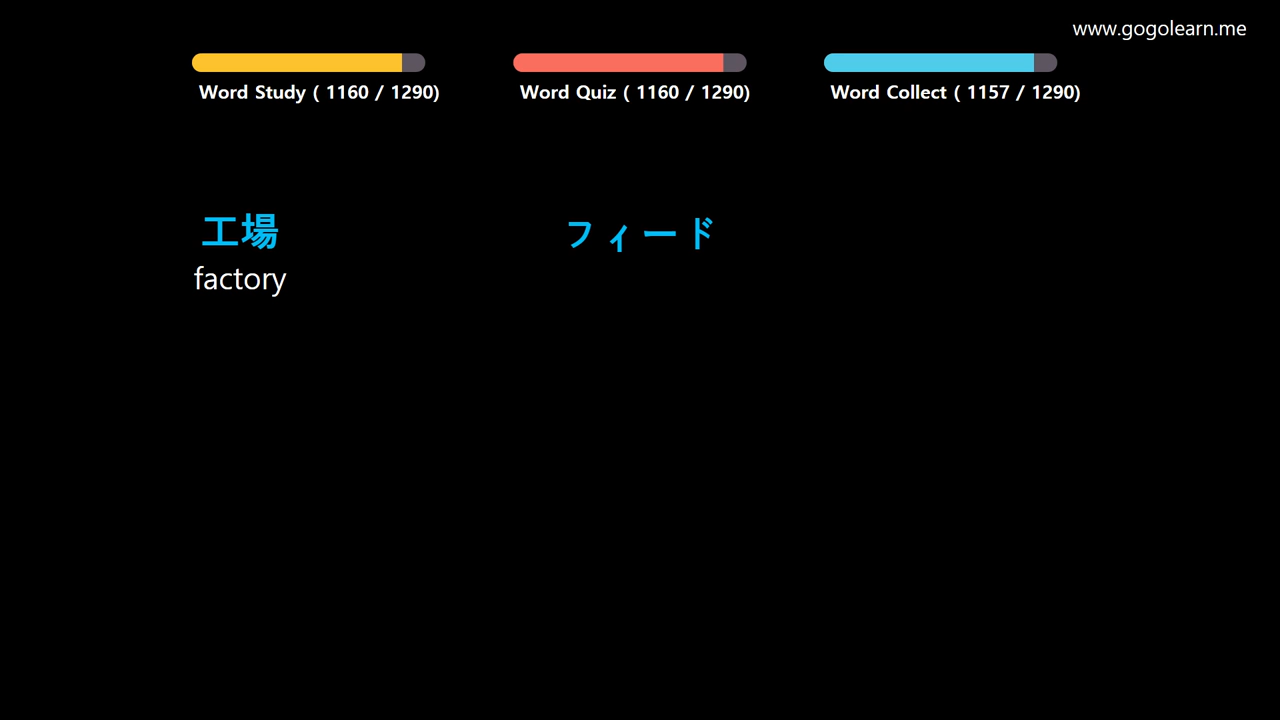 www.gogolearn.me
Word Study ( 1160 / 1290)
Word Quiz ( 1160 / 1290)
Word Collect ( 1157 / 1290)
工場
フィード
factory